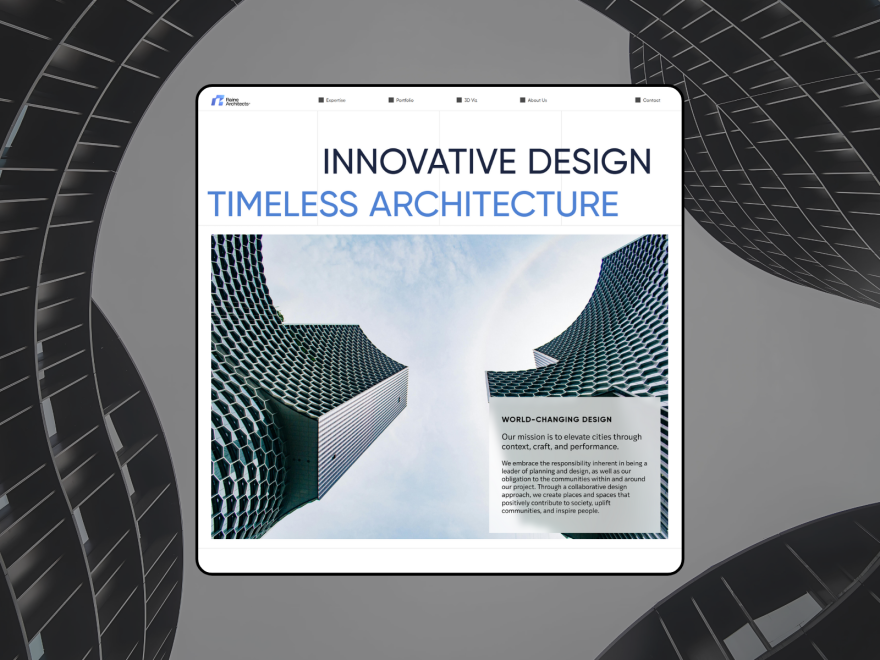 Architects
Expertise
Portfolio
3D Viz
About Us
Contact
INNOVATIVE DESIGN
TIMELESS ARCHITECTURE
WORLD-CHANGING DESIGN
Our mission is to elevate cities through
context, craft, and performance.
We embrace the responsibility inherent in being a
leader of planning and design, as well as our
obligation to the communities within and around
our project. Through a collaborative design
approach, we create places and spaces that
positively contribute to society, uplift
communities, and inspire people.